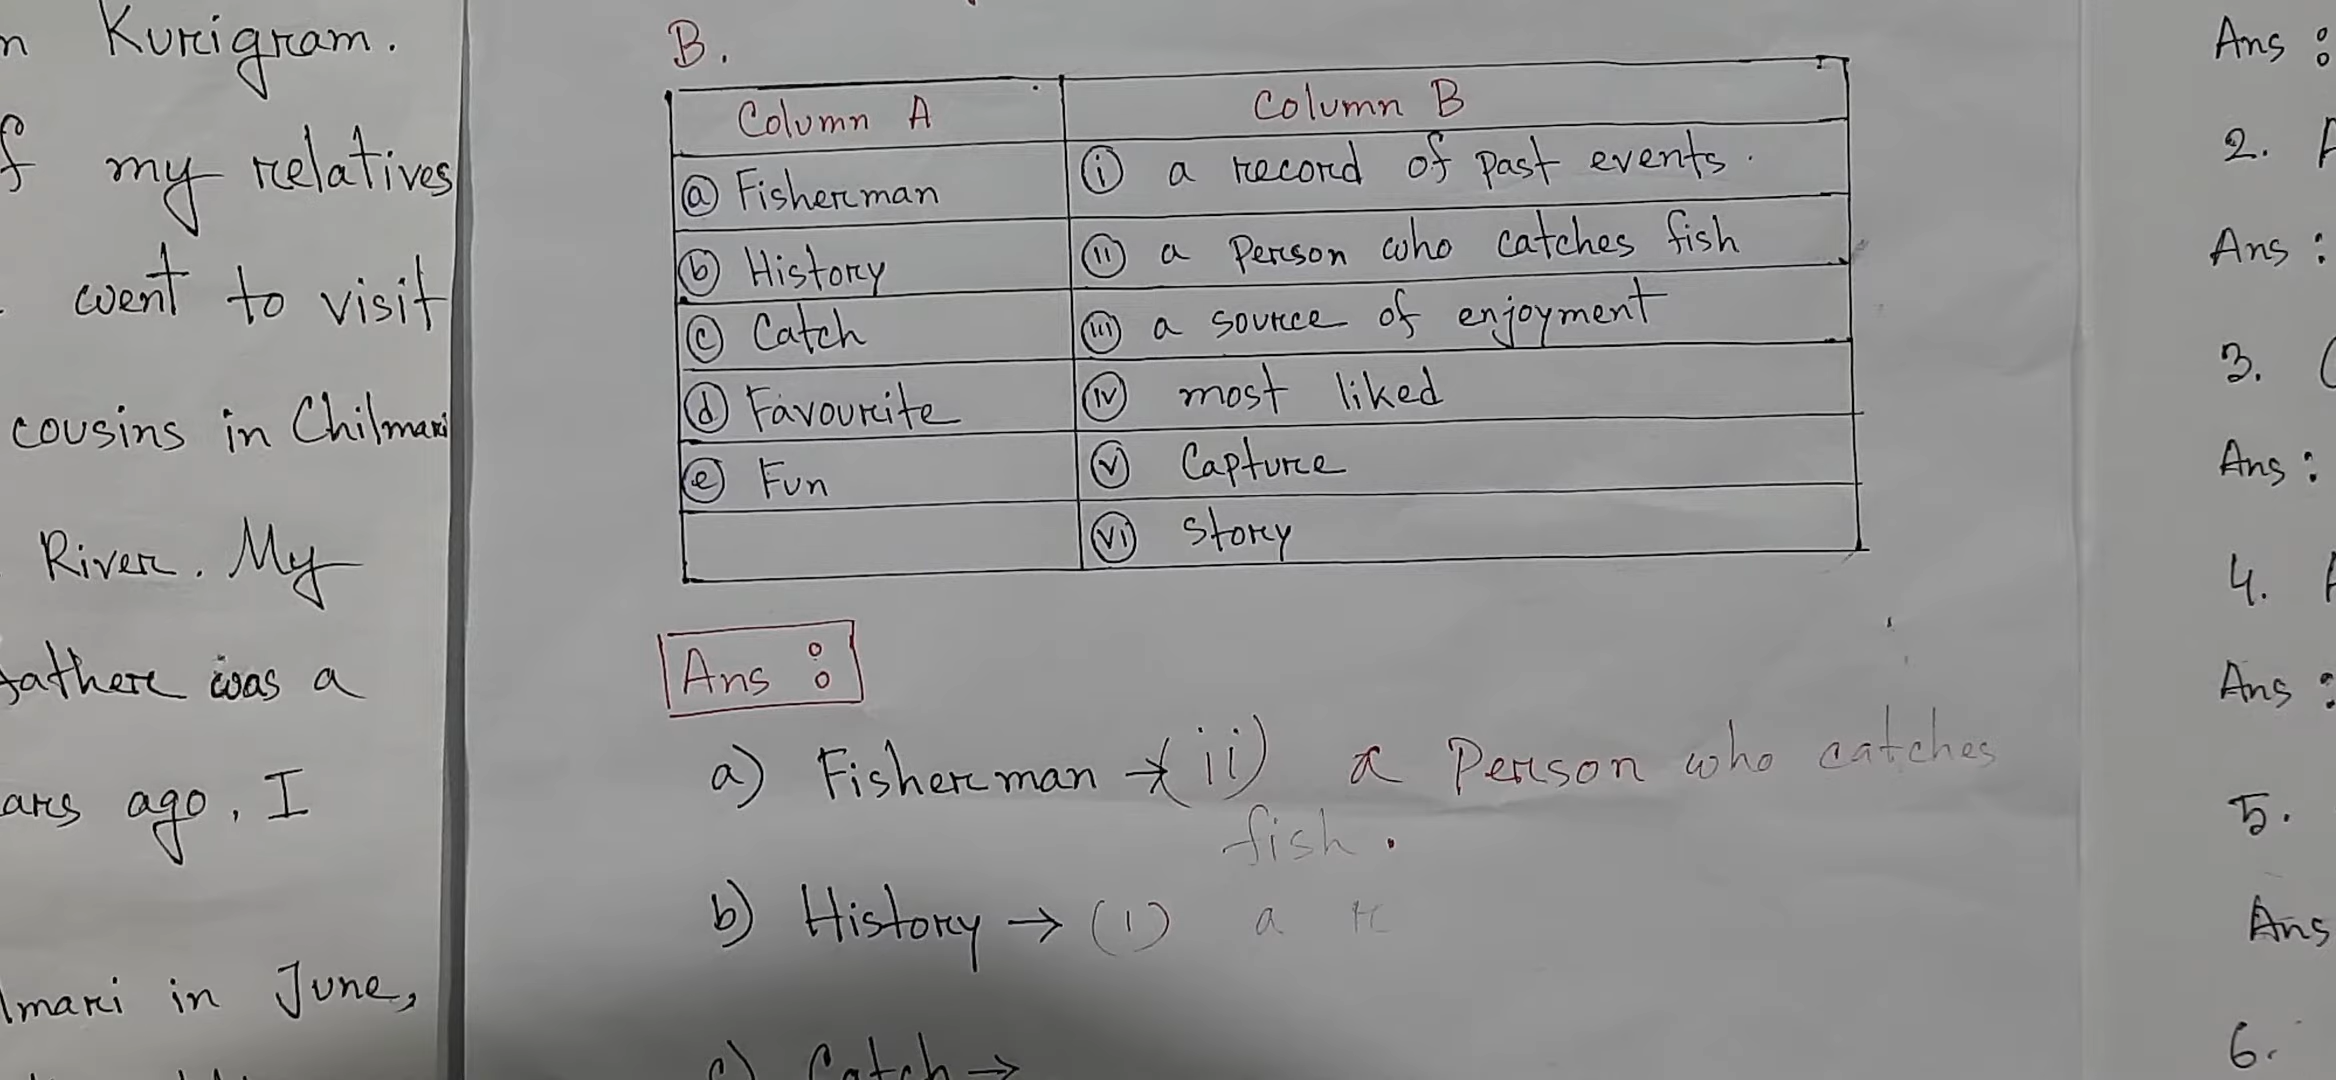 n Kurigram.
f my relatives
went to visit
cousins in Chilmari
River. My
father was a
ars ago, I
lmari in June,
B.
Column A Column B
ⓐ Fisherman ⓘ a record of past events.
ⓑ History ⓘⓘ a Person who catches fish
ⓒ Catch ⓘⓘⓘ a source of enjoyment
ⓓ Favourite ⓘⓥ most liked
ⓔ Fun ⓥ Capture
ⓥⓘ Story
Ans :
a) Fisherman → (ii) a Person who catches
fish.
b) History → (i) a r
c) Catch →
Ans :
2. A
Ans :
3. C
Ans :
4. A
Ans :
5.
Ans
6.